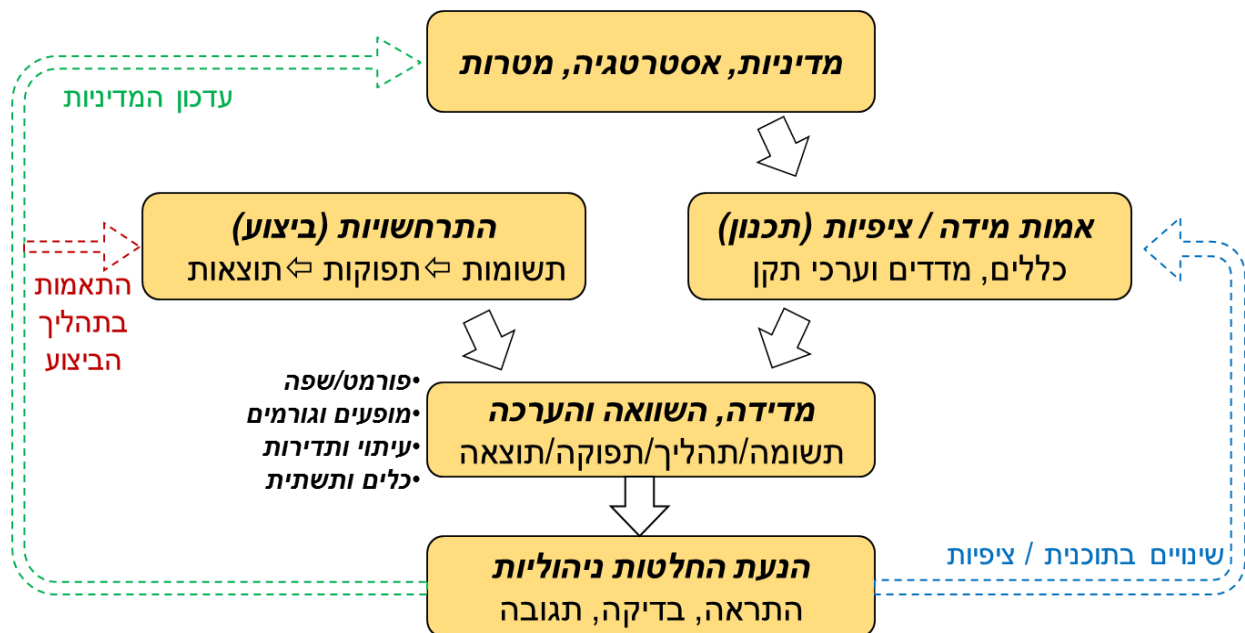 מדיניות, אסטרטגיה, מטרות
עדכון המדיניות
אמות מידה / ציפיות (תכנון)
כללים, מדדים וערכי תקן
התרחשויות (ביצוע)
תשומות ⇦ תפוקות ⇦ תוצאות
התאמות
בתהליך
הביצוע
מדידה, השוואה והערכה
תשומה/תהליך/תפוקה/תוצאה
•פורמט/שפה
•מופעים וגורמים
•עיתוי ותדירות
•כלים ותשתית
הנעת החלטות ניהוליות
התראה, בדיקה, תגובה
שינויים בתוכנית / ציפיות